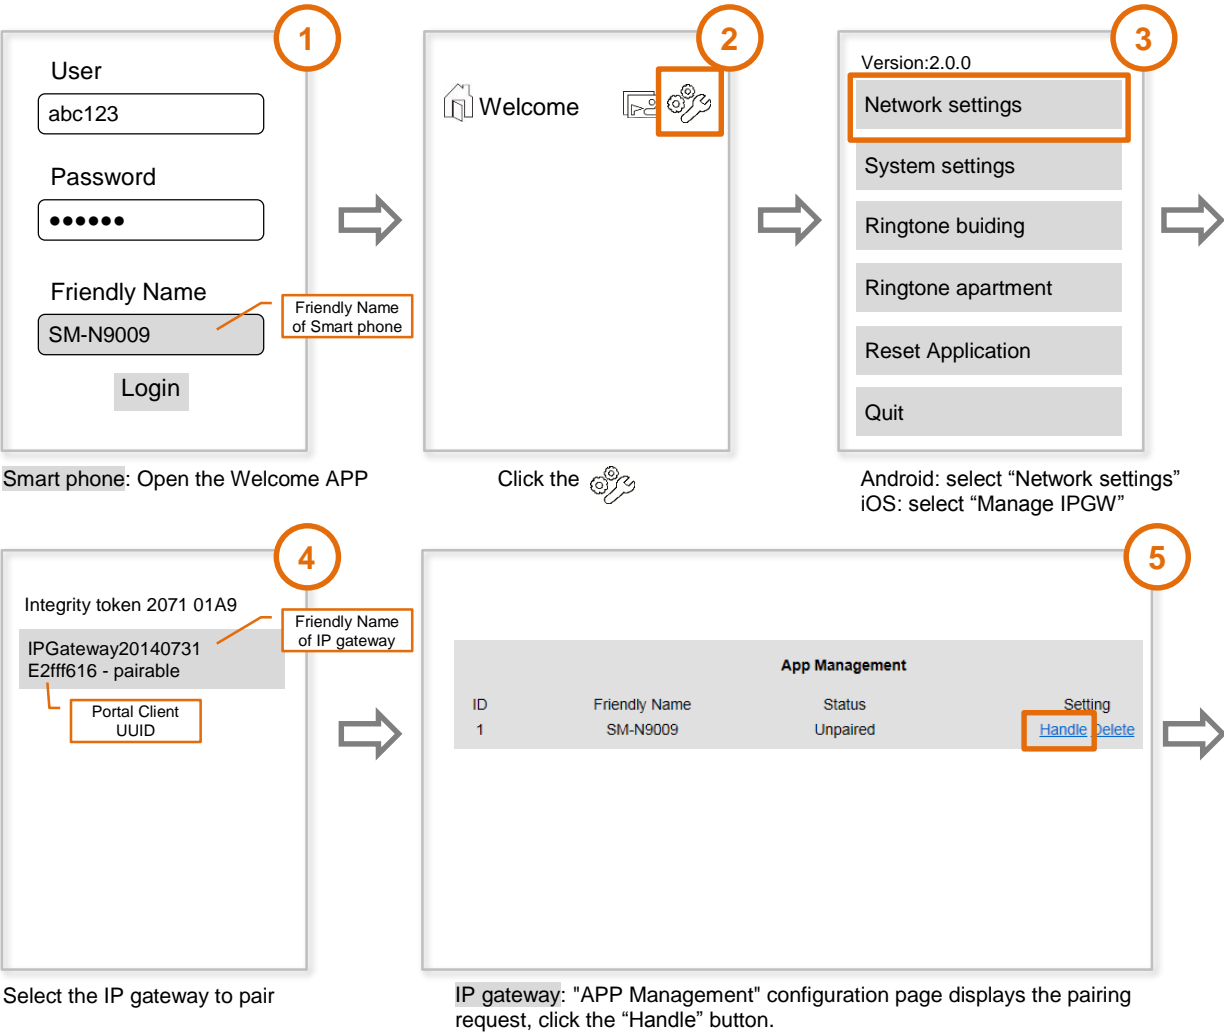 1
User
abc123
Password
●●●●●●
Friendly Name
SM-N9009
Friendly Name
of Smart phone
Login
Smart phone: Open the Welcome APP
2
Welcome
Click the
3
Version:2.0.0
Network settings
System settings
Ringtone buiding
Ringtone apartment
Reset Application
Quit
Android: select “Network settings”
iOS: select “Manage IPGW”
4
Integrity token 2071 01A9
Friendly Name
of IP gateway
IPGateway20140731
E2fff616 - pairable
Portal Client
UUID
Select the IP gateway to pair
5
App Management
ID Friendly Name Status Setting
1 SM-N9009 Unpaired Handle Delete
IP gateway: "APP Management" configuration page displays the pairing
request, click the “Handle” button.